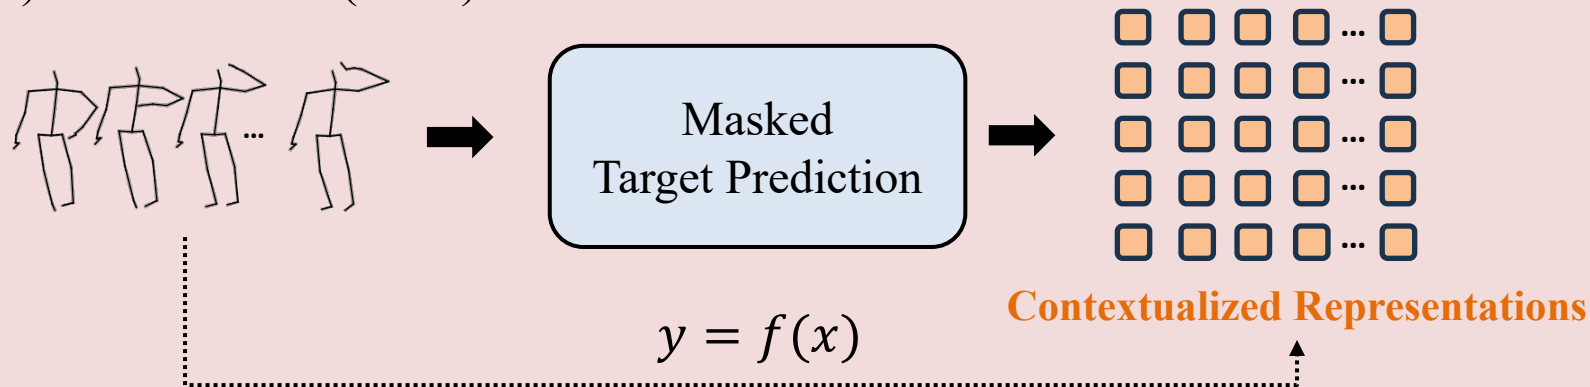 ...
Masked
Target Prediction
...
...
...
...
...
Contextualized Representations
y = f(x)